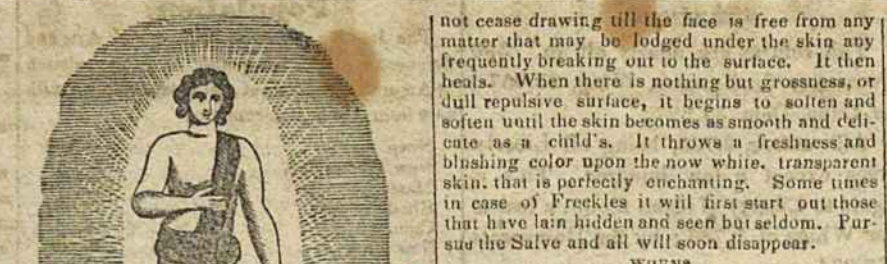 not cease drawing till the face is free from any
matter that may be lodged under the skin any
frequently breaking out to the surface. It then
heals. When there is nothing but grossness, or
dull repulsive surface, it begins to soften and
soften until the skin becomes as smooth and deli-
cate as a child's. It throws a freshness and
blushing color upon the now white, transparent
skin, that is perfectly enchanting. Some times
in case of Freckles it will first start out those
that have lain hidden and seen but seldom. Pur-
sue the Salve and all will soon disappear.